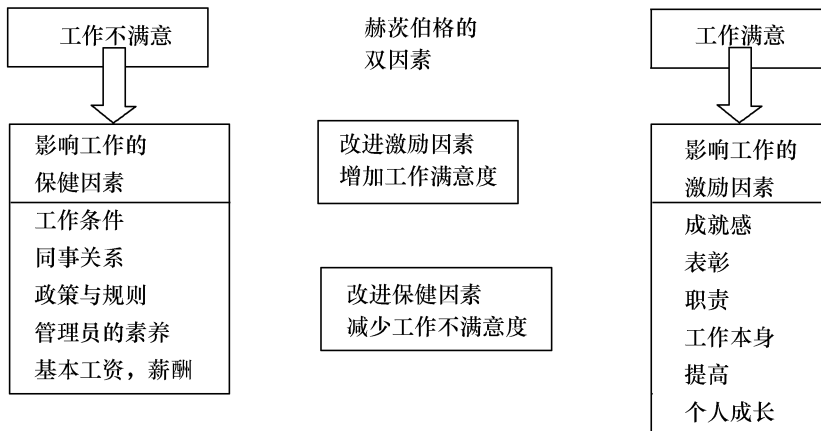 工作不满意
赫茨伯格的
双因素
工作满意
影响工作的
保健因素
工作条件
同事关系
政策与规则
管理员的素养
基本工资，薪酬
改进激励因素
增加工作满意度
改进保健因素
减少工作不满意度
影响工作的
激励因素
成就感
表彰
职责
工作本身
提高
个人成长